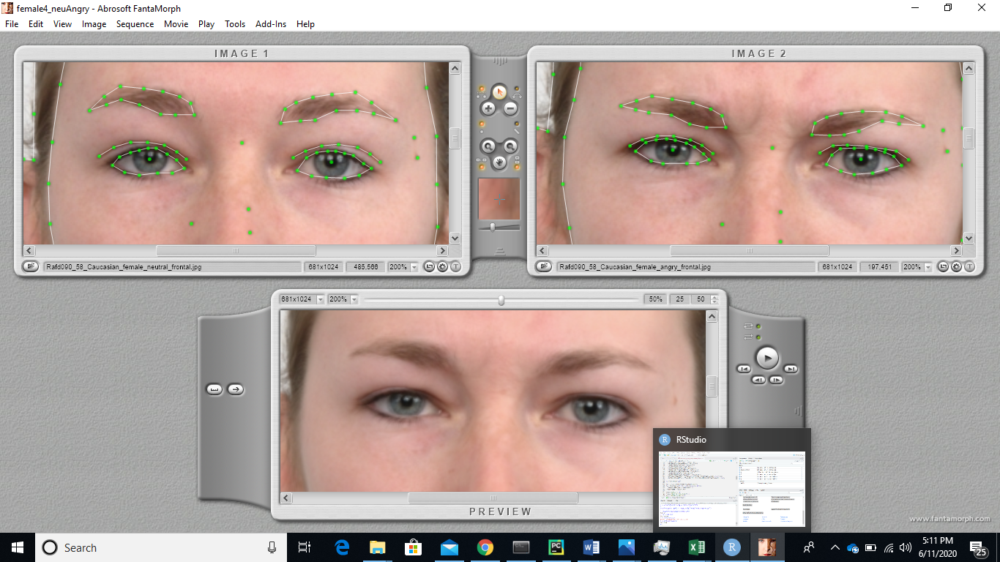 female4_neuAngry - Abrosoft FantaMorph
File Edit View Image Sequence Movie Play Tools Add-Ins Help
IMAGE 1
IMAGE 2
Rafd090_58_Caucasian_female_neutral_frontal.jpg 681x1024 485,566 200% T
Rafd090_58_Caucasian_female_angry_frontal.jpg 681x1024 197,451 200% T
681x1024 200% 50% 25 50
R RStudio
PREVIEW
www.fantamorph.com
Search
PC W X R
5:11 PM
6/11/2020
25